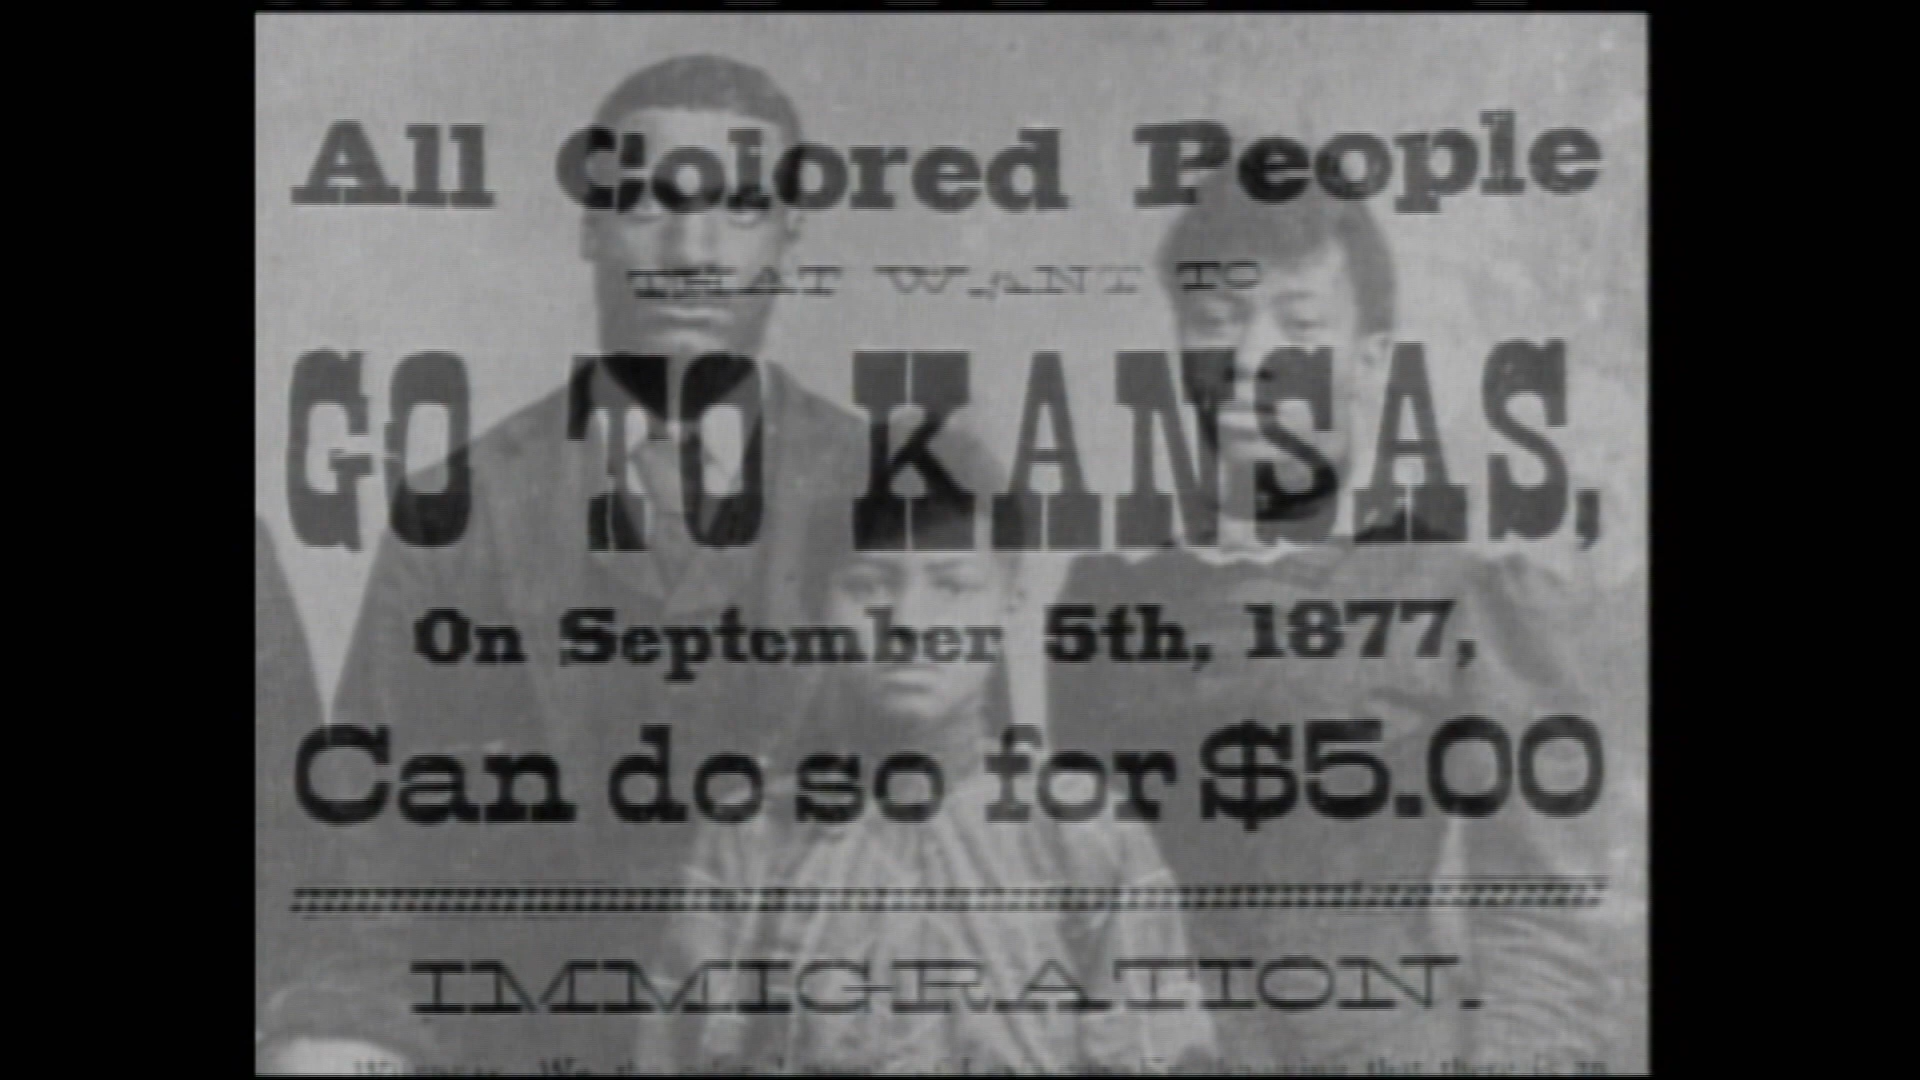 All Colored People
THAT WANT TO
GO TO KANSAS,
On September 5th, 1877,
Can do so for $5.00
IMMIGRATION.